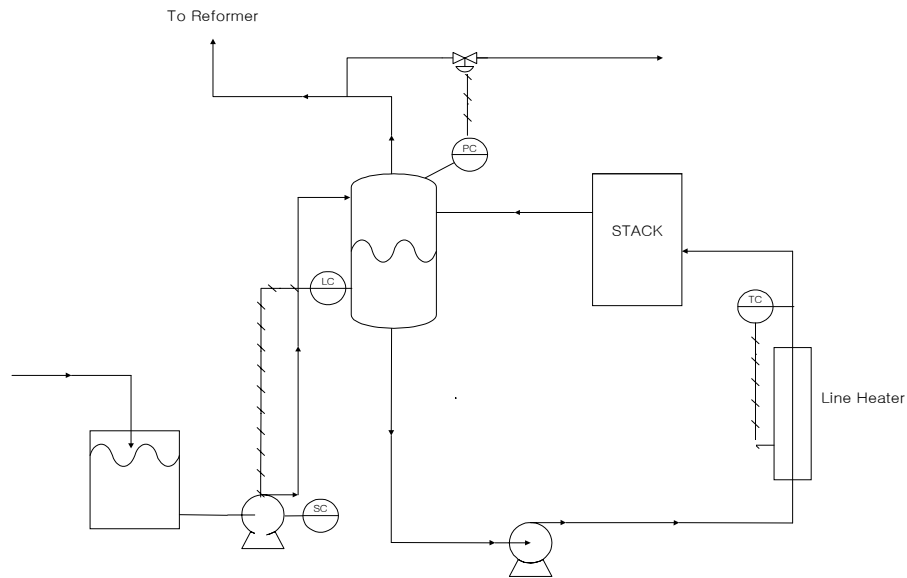 To Reformer
PC
STACK
LC
TC
Line Heater
SC